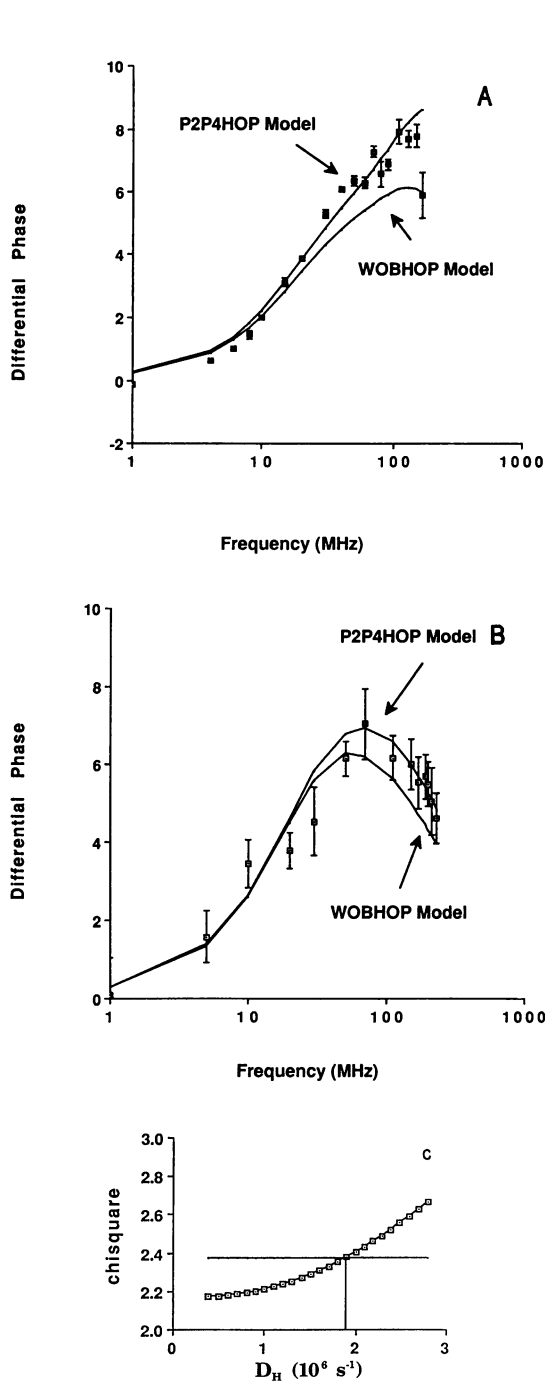 A
10
8
6
4
2
0
-2
P2P4HOP Model
WOBHOP Model
Differential Phase
1
10
100
1000
Frequency (MHz)
B
10
8
6
4
2
0
P2P4HOP Model
WOBHOP Model
Differential Phase
1
10
100
1000
Frequency (MHz)
C
3.0
2.8
2.6
2.4
2.2
2.0
chisquare
0
1
2
3
D_H (10⁶ s⁻¹)